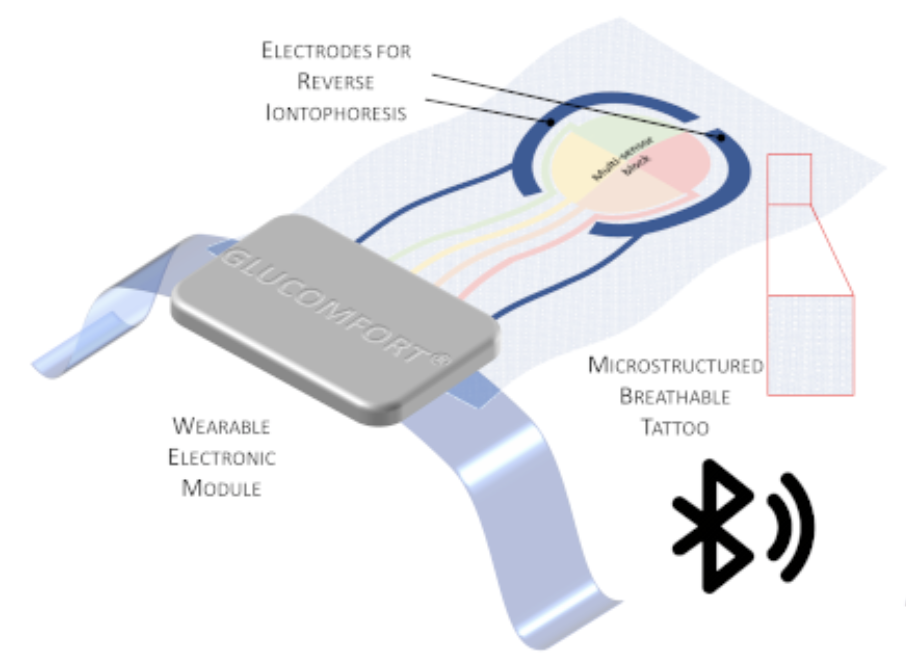 ELECTRODES FOR
REVERSE
IONTOPHORESIS
Multi-sensor
block
GLUCOMFORT®
MICROSTRUCTURED
BREATHABLE
TATTOO
WEARABLE
ELECTRONIC
MODULE